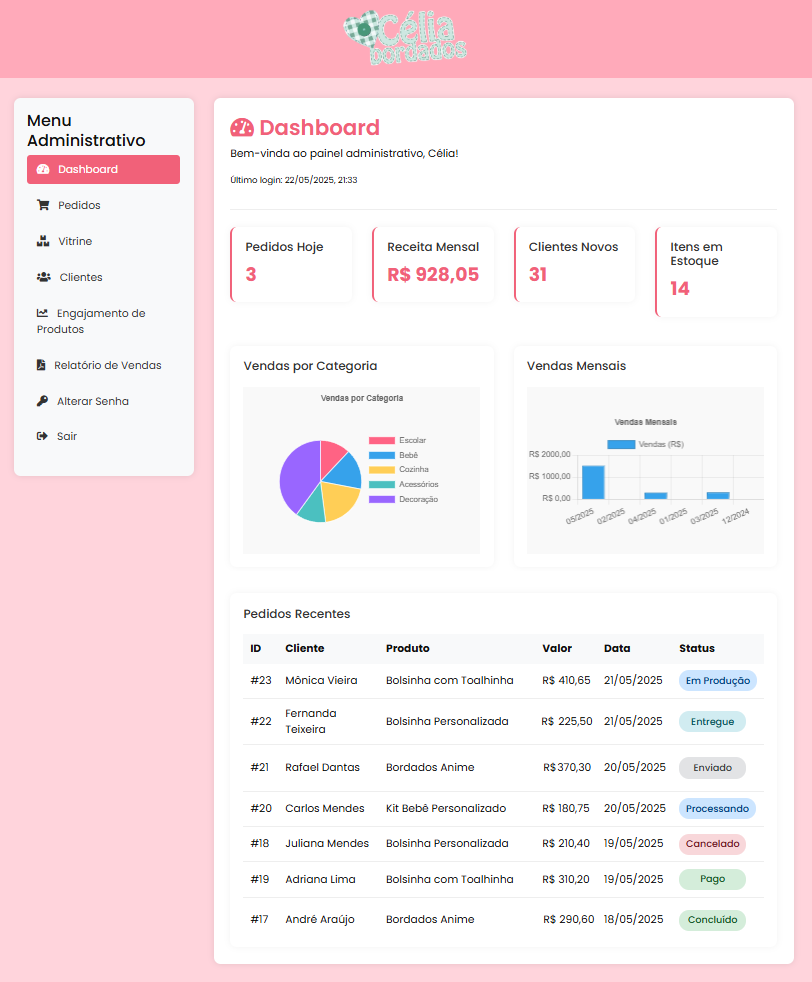 Célia
bordados
Menu
Administrativo
Dashboard
Pedidos
Vitrine
Clientes
Engajamento de
Produtos
Relatório de Vendas
Alterar Senha
Sair
Dashboard
Bem-vinda ao painel administrativo, Célia!
Último login: 22/05/2025, 21:33
Pedidos Hoje
3
Receita Mensal
R$ 928,05
Clientes Novos
31
Itens em
Estoque
14
Vendas por Categoria
Vendas por Categoria
Escolar
Bebê
Cozinha
Acessórios
Decoração
Vendas Mensais
Vendas Mensais
Vendas (R$)
R$ 2000,00
R$ 1000,00
R$ 0,00
05/2025 02/2025 04/2025 01/2025 03/2025 12/2024
Pedidos Recentes
ID Cliente Produto Valor Data Status
#23 Mônica Vieira Bolsinha com Toalhinha R$ 410,65 21/05/2025 Em Produção
#22 Fernanda Teixeira Bolsinha Personalizada R$ 225,50 21/05/2025 Entregue
#21 Rafael Dantas Bordados Anime R$370,30 20/05/2025 Enviado
#20 Carlos Mendes Kit Bebê Personalizado R$ 180,75 20/05/2025 Processando
#18 Juliana Mendes Bolsinha Personalizada R$ 210,40 19/05/2025 Cancelado
#19 Adriana Lima Bolsinha com Toalhinha R$ 310,20 19/05/2025 Pago
#17 André Araújo Bordados Anime R$ 290,60 18/05/2025 Concluído